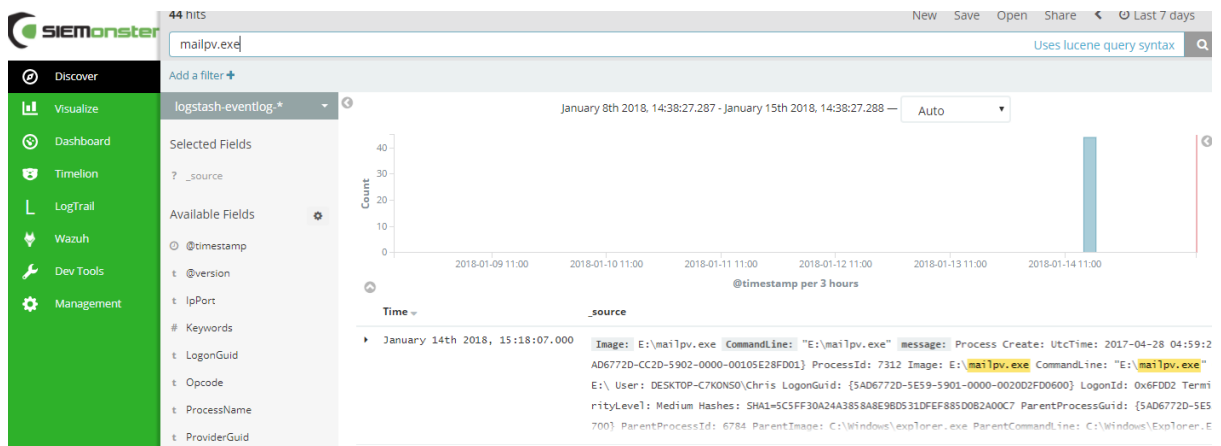 SIEMonster
44 hits
New Save Open Share Last 7 days
mailpv.exe
Uses lucene query syntax
Add a filter +
Discover
Visualize
Dashboard
Timelion
LogTrail
Wazuh
Dev Tools
Management
logstash-eventlog-*
Selected Fields
? _source
Available Fields
@timestamp
t @version
t IpPort
# Keywords
t LogonGuid
t Opcode
t ProcessName
t ProviderGuid
January 8th 2018, 14:38:27.287 - January 15th 2018, 14:38:27.288 —
Auto
Count
40
30
20
10
0
2018-01-09 11:00
2018-01-10 11:00
2018-01-11 11:00
2018-01-12 11:00
2018-01-13 11:00
2018-01-14 11:00
@timestamp per 3 hours
Time _source
January 14th 2018, 15:18:07.000
Image: E:\mailpv.exe CommandLine: "E:\mailpv.exe" message: Process Create: UtcTime: 2017-04-28 04:59:2
AD6772D-CC2D-5902-0000-00105E28FD01} ProcessId: 7312 Image: E:\mailpv.exe CommandLine: "E:\mailpv.exe"
E:\ User: DESKTOP-C7KONS0\Chris LogonGuid: {5AD6772D-5E59-5901-0000-0020D2FD0600} LogonId: 0x6FDD2 Termi
rityLevel: Medium Hashes: SHA1=5C5FF30A24A3858A8E9BD531DFEF885D0B2A00C7 ParentProcessGuid: {5AD6772D-5E5
700} ParentProcessId: 6784 ParentImage: C:\Windows\explorer.exe ParentCommandLine: C:\Windows\Explorer.E